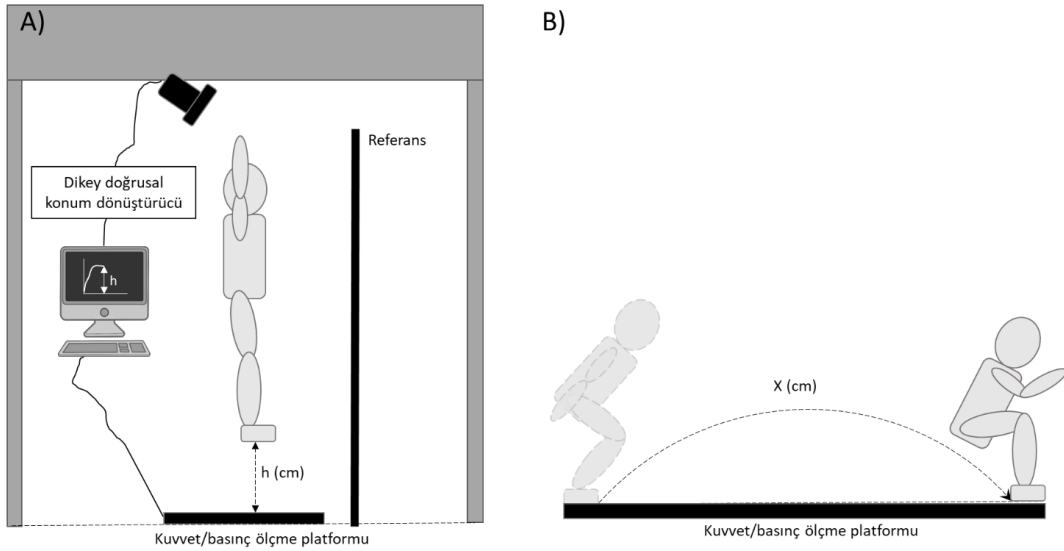 A)
B)
Referans
Dikey doğrusal
konum dönüştürücü
h
X (cm)
h (cm)
Kuvvet/basınç ölçme platformu
Kuvvet/basınç ölçme platformu